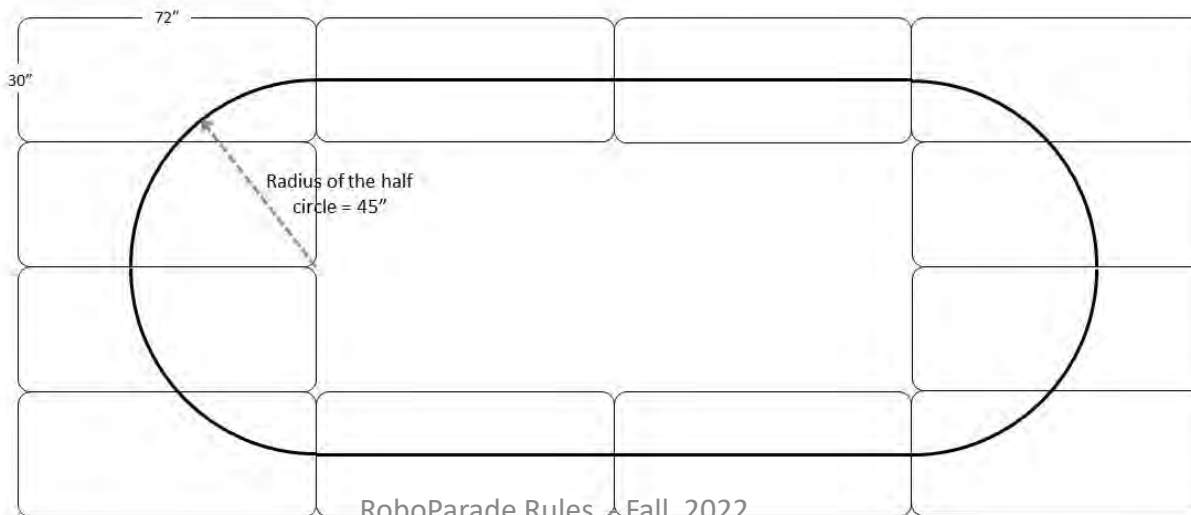 72”
30”
Radius of the half
circle = 45”
RoboParade Rules - Fall, 2022